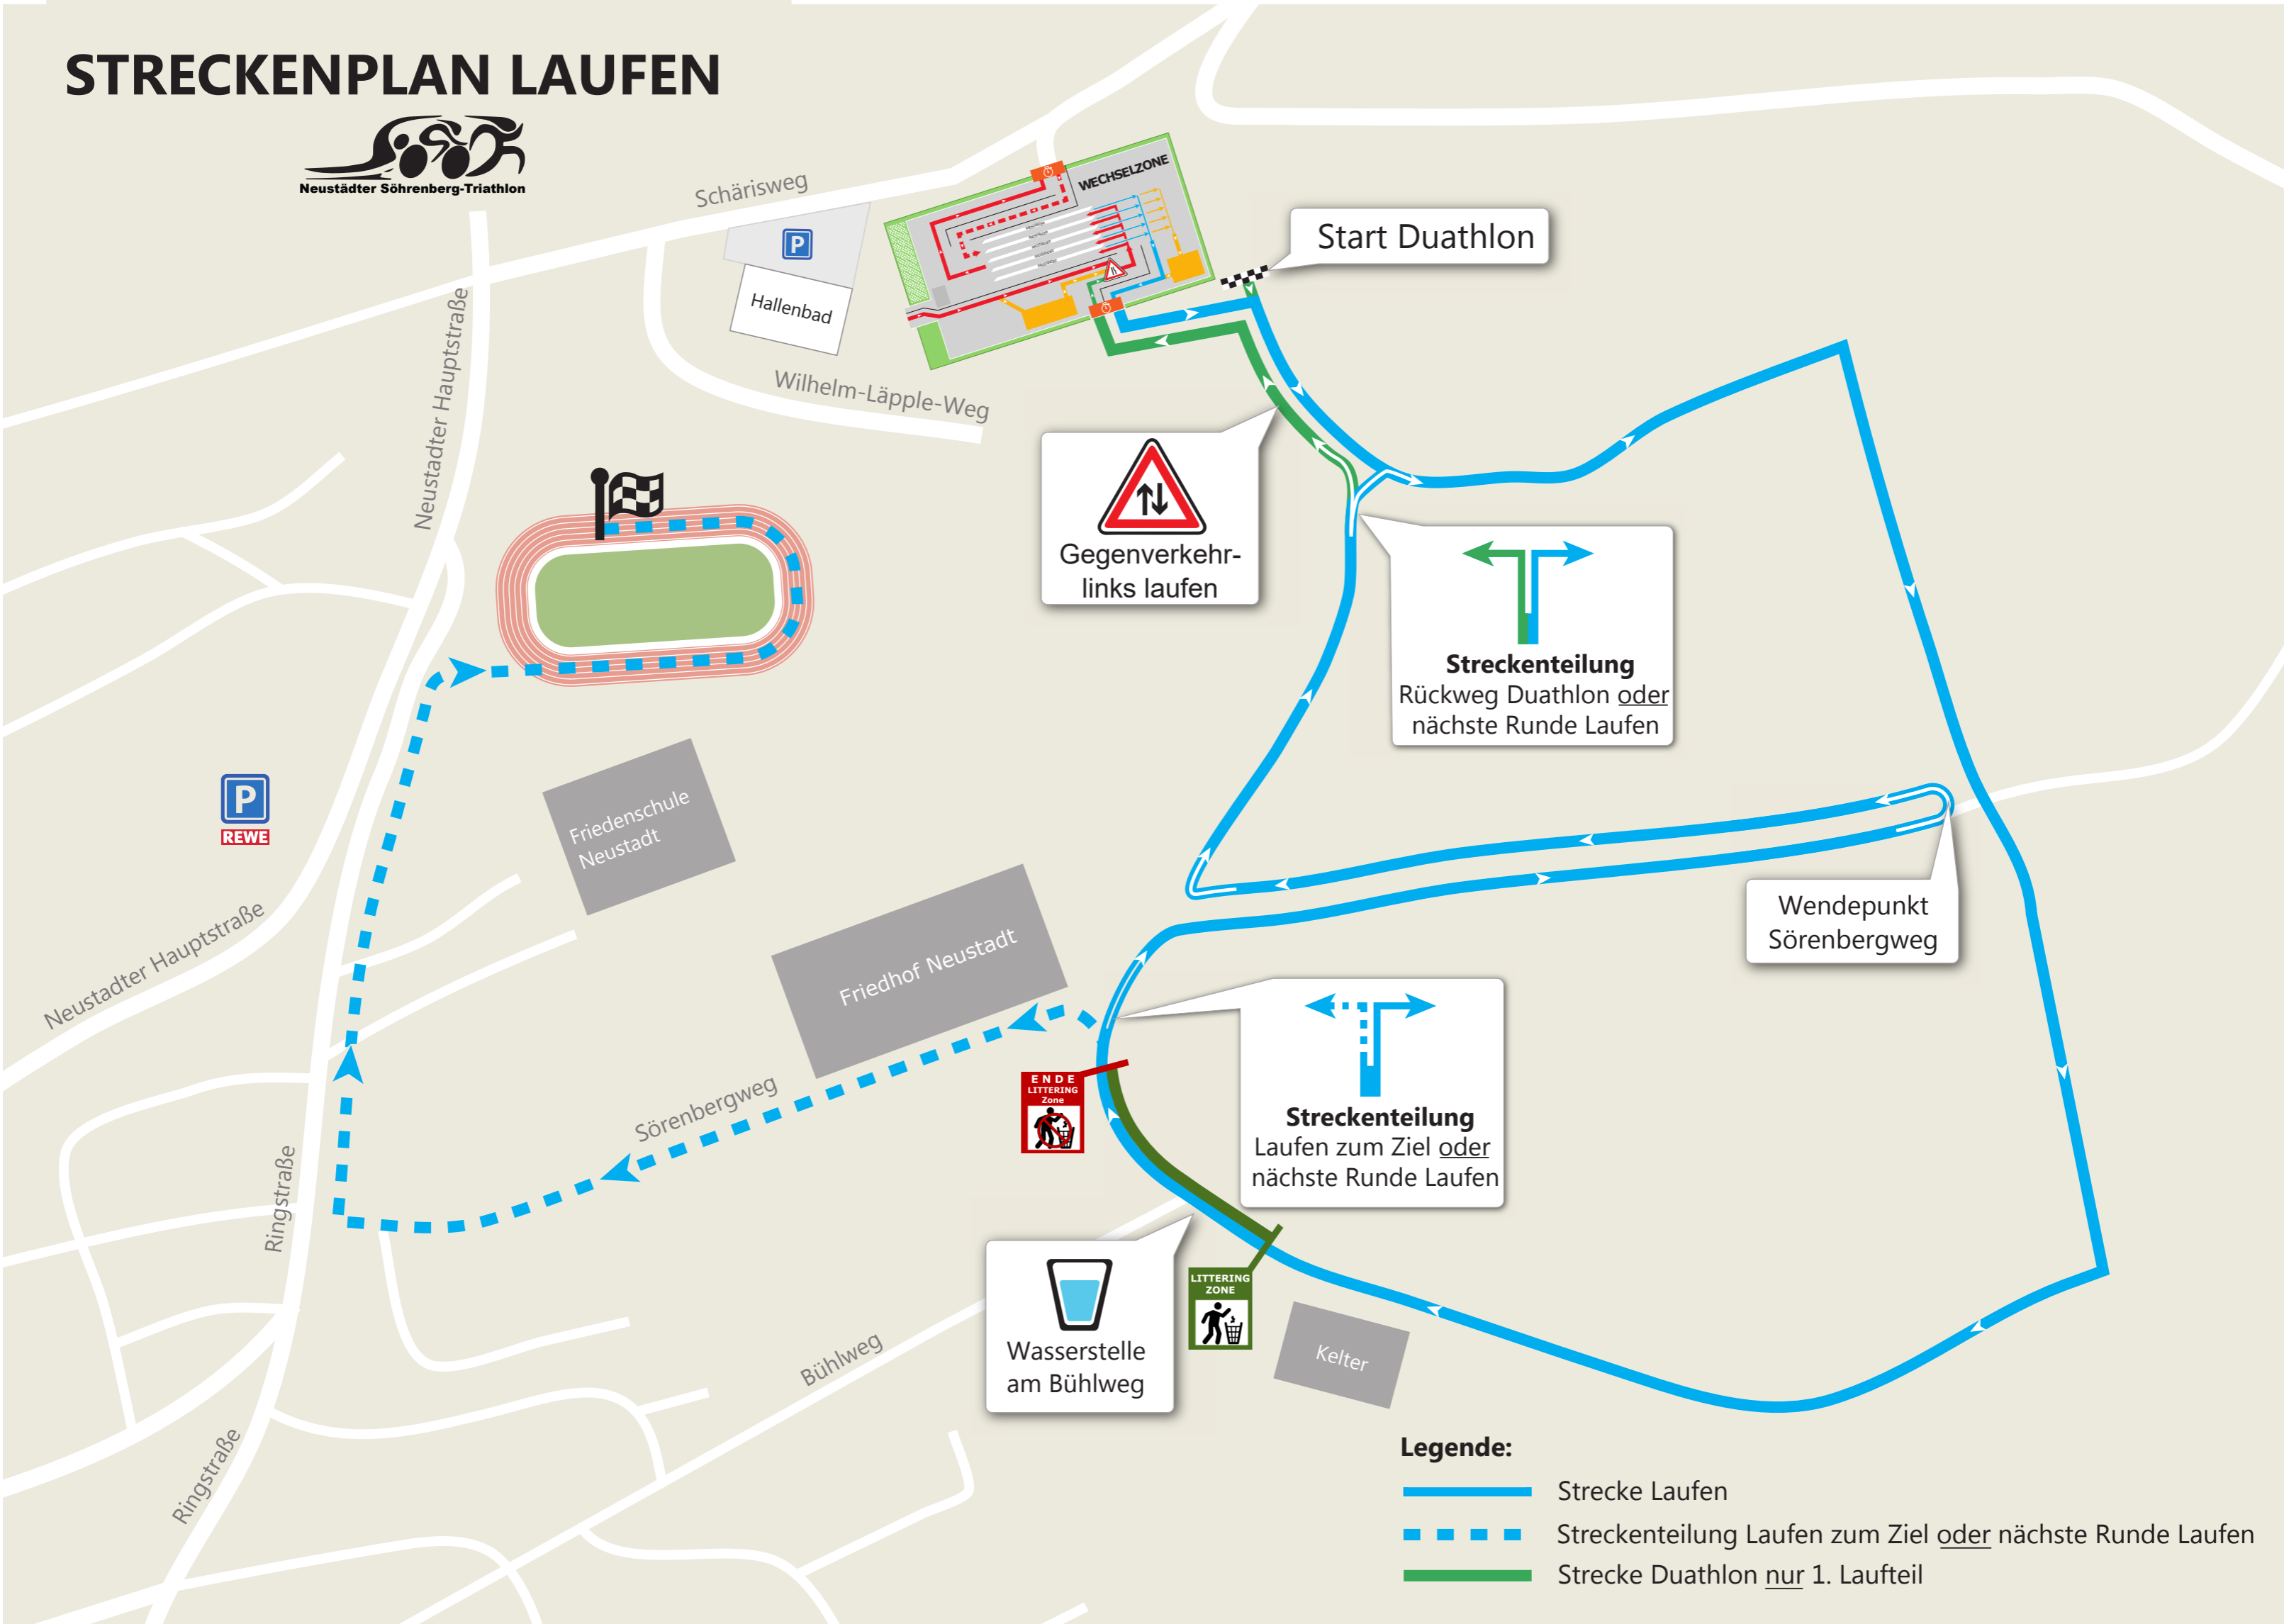 STRECKENPLAN LAUFEN
Neustädter Söhrenberg-Triathlon
Schärisweg
WECHSELZONE
P
Hallenbad
Start Duathlon
Neustadter Hauptstraße
Wilhelm-Läpple-Weg
Gegenverkehr-
links laufen
Streckenteilung
Rückweg Duathlon oder
nächste Runde Laufen
P
REWE
Friedenschule
Neustadt
Neustadter Hauptstraße
Friedhof Neustadt
Wendepunkt
Sörenbergweg
ENDE
LITTERING
Zone
Sörenbergweg
Streckenteilung
Laufen zum Ziel oder
nächste Runde Laufen
Ringstraße
LITTERING
ZONE
Wasserstelle
am Bühlweg
Kelter
Bühlweg
Ringstraße
Legende:
Strecke Laufen
Streckenteilung Laufen zum Ziel oder nächste Runde Laufen
Strecke Duathlon nur 1. Laufteil